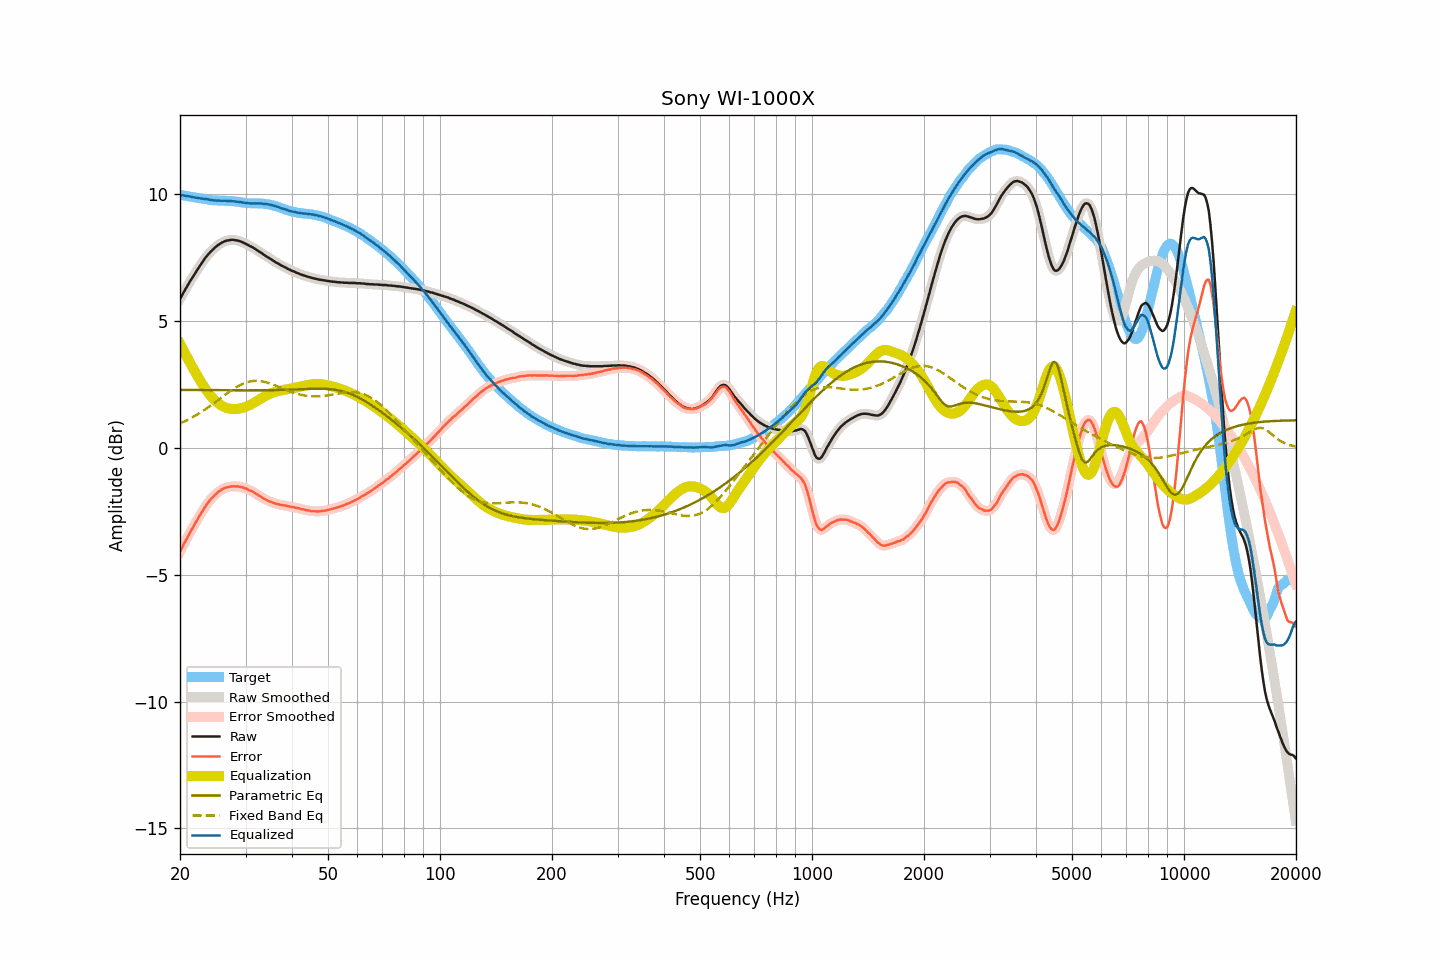 Sony WI-1000X
Amplitude (dBr)
10
5
0
−5
−10
−15
Target
Raw Smoothed
Error Smoothed
Raw
Error
Equalization
Parametric Eq
Fixed Band Eq
Equalized
20 50 100 200 500 1000 2000 5000 10000 20000
Frequency (Hz)